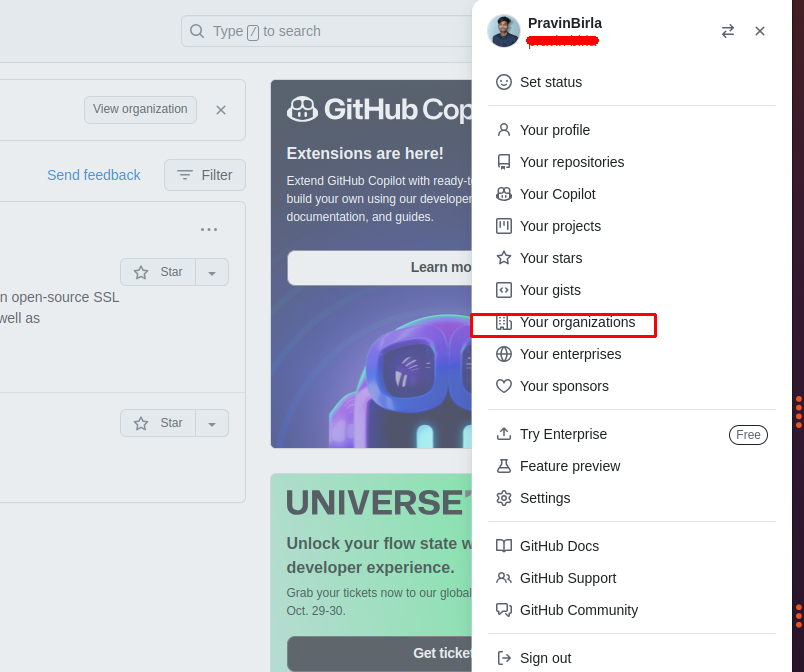 Type / to search
View organization
Send feedback
Filter
Star
n open-source SSL
well as
Star
GitHub Cop
Extensions are here!
Extend GitHub Copilot with ready-t
build your own using our developer
documentation, and guides.
Learn mo
UNIVERSE'
Unlock your flow state w
developer experience.
Grab your tickets now to our global
Oct. 29-30.
Get ticket
PravinBirla
Set status
Your profile
Your repositories
Your Copilot
Your projects
Your stars
Your gists
Your organizations
Your enterprises
Your sponsors
Try Enterprise
Free
Feature preview
Settings
GitHub Docs
GitHub Support
GitHub Community
Sign out